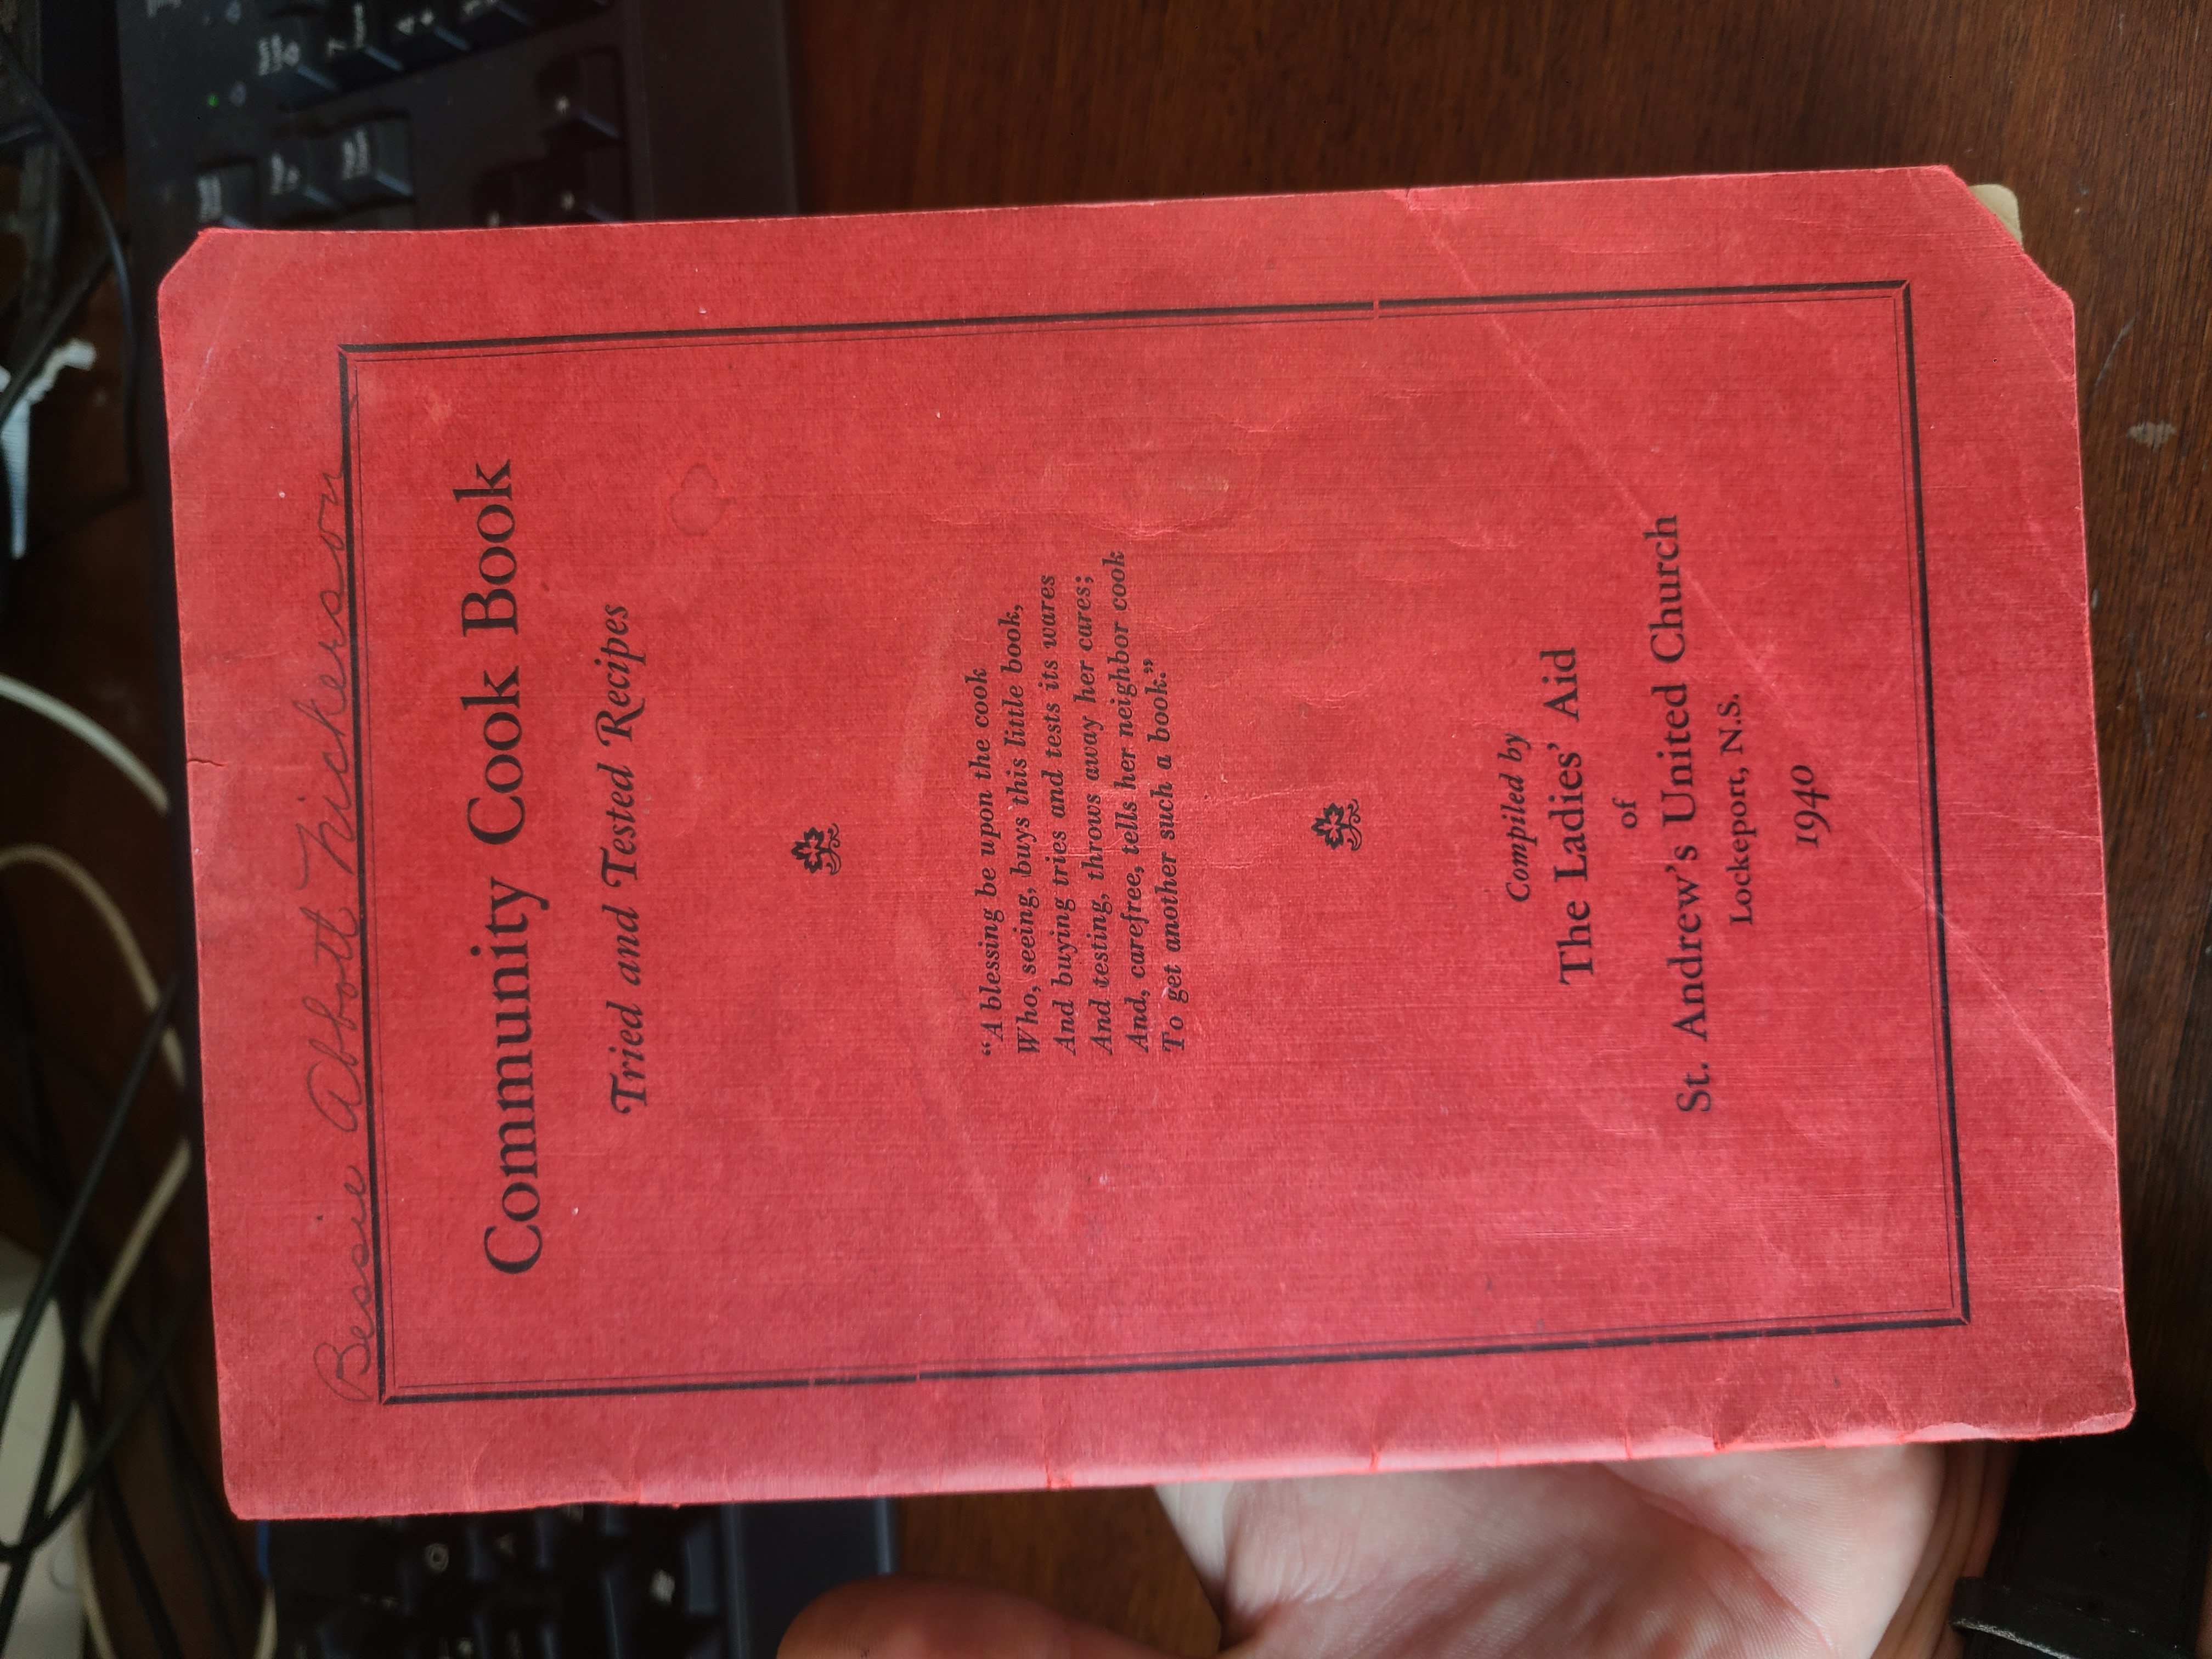 Bessie Abbott Nickerson
Community Cook Book
Tried and Tested Recipes
“A blessing be upon the cook
Who, seeing, buys this little book,
And buying tries and tests its wares
And testing, throws away her cares;
And, carefree, tells her neighbor cook
To get another such a book.”
Compiled by
The Ladies’ Aid
of
St. Andrew’s United Church
Lockeport, N.S.
1940